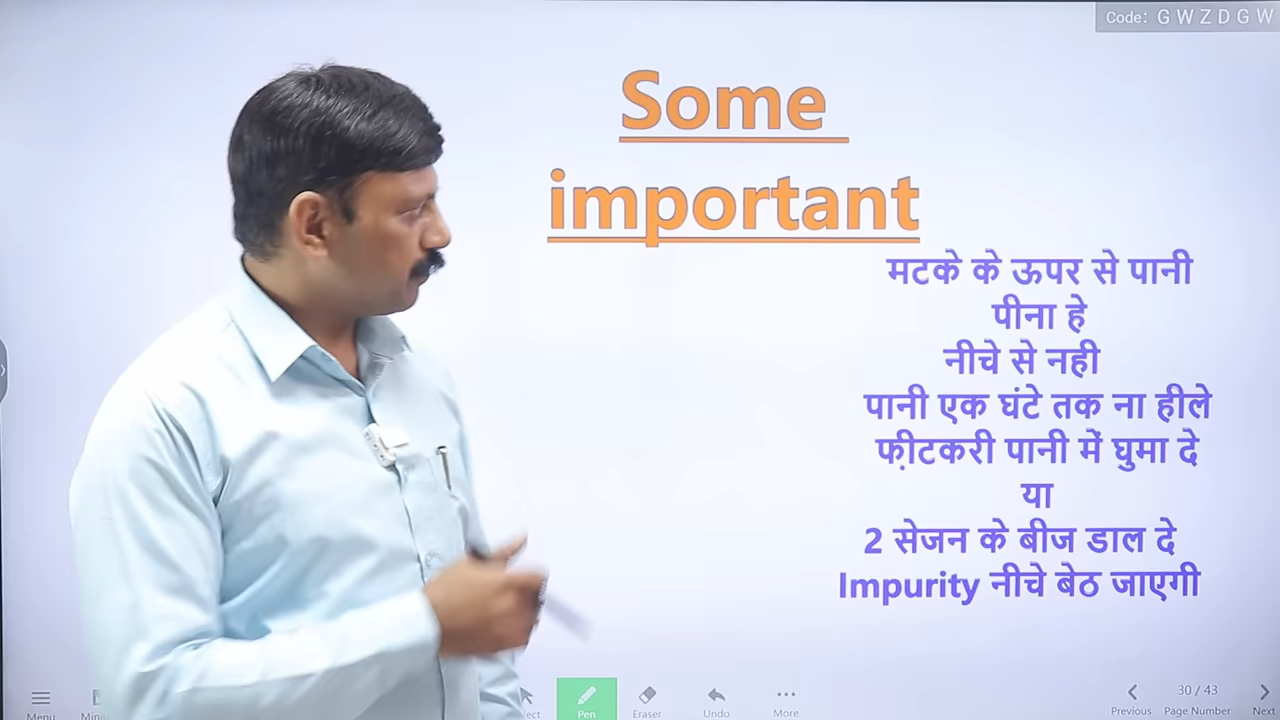 Code: G W Z D G W
Some
important
मटके के ऊपर से पानी
पीना हे
नीचे से नही
पानी एक घंटे तक ना हीले
फ़ीटकरी पानी में घुमा दे
या
2 सेजन के बीज डाल दे
Impurity नीचे बेठ जाएगी
Menu
Pen
Eraser
Undo
More
Previous
30 / 43
Page Number
Next